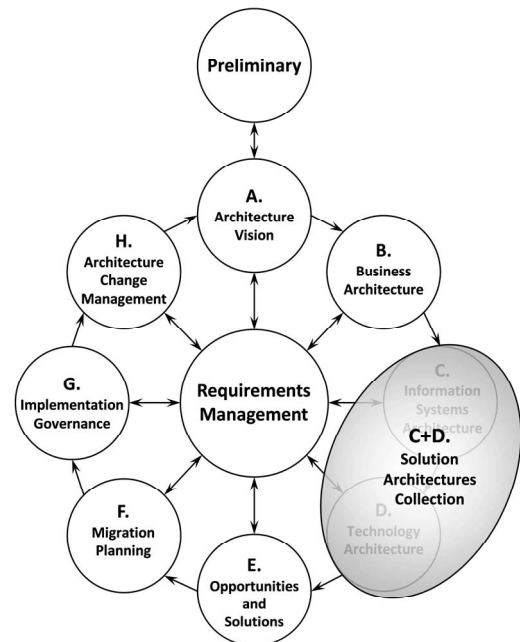 Preliminary
A.
Architecture
Vision
H.
Architecture
Change
Management
B.
Business
Architecture
G.
Implementation
Governance
Requirements
Management
C.
Information
Systems
Architecture
C+D.
Solution
Architectures
Collection
D.
Technology
Architecture
F.
Migration
Planning
E.
Opportunities
and
Solutions